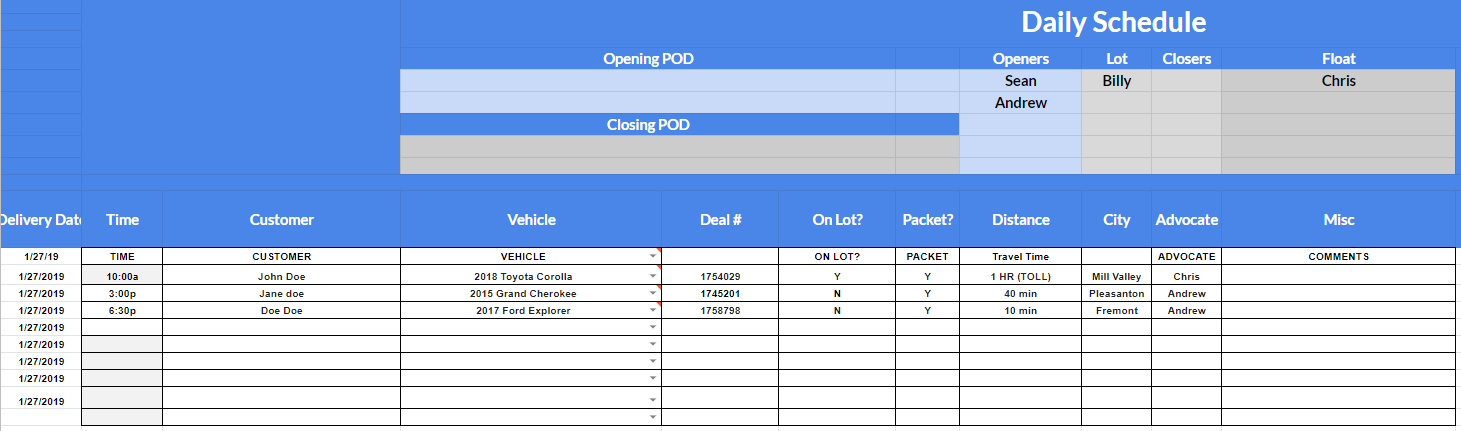 Daily Schedule
Opening POD Openers Lot Closers Float
Sean Billy Chris
Andrew
Closing POD
Delivery Dat Time Customer Vehicle Deal # On Lot? Packet? Distance City Advocate Misc
1/27/19 TIME CUSTOMER VEHICLE ON LOT? PACKET Travel Time ADVOCATE COMMENTS
1/27/2019 10:00a John Doe 2018 Toyota Corolla 1754029 Y Y 1 HR (TOLL) Mill Valley Chris
1/27/2019 3:00p Jane doe 2015 Grand Cherokee 1745201 N Y 40 min Pleasanton Andrew
1/27/2019 6:30p Doe Doe 2017 Ford Explorer 1758798 N Y 10 min Fremont Andrew
1/27/2019
1/27/2019
1/27/2019
1/27/2019
1/27/2019